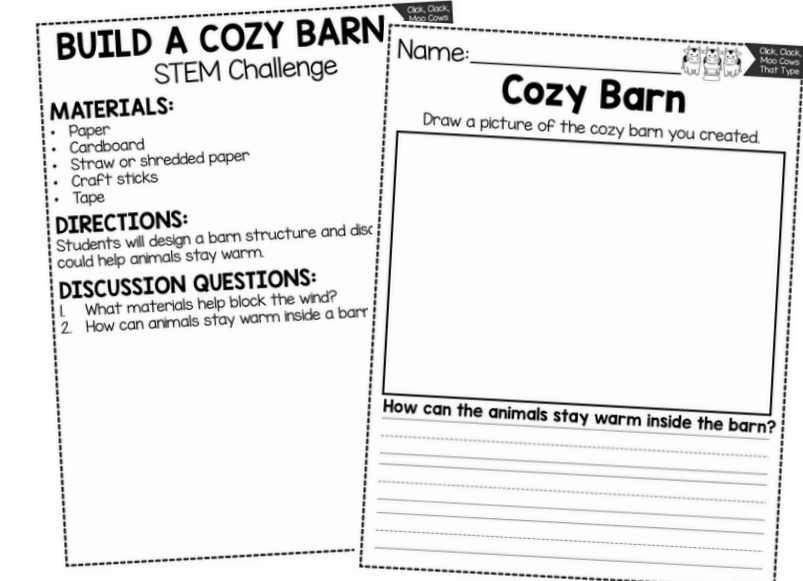 Click, Clack,
Moo Cows
BUILD A COZY BARN
STEM Challenge
MATERIALS:
• Paper
• Cardboard
• Straw or shredded paper
• Craft sticks
• Tape
DIRECTIONS:
Students will design a barn structure and
could help animals stay warm.
DISCUSSION QUESTIONS:
1. What materials help block the wind?
2. How can animals stay warm inside a
Click, Clack,
Moo Cows
That Type
Name:
Cozy Barn
Draw a picture of the cozy barn you created.
How can the animals stay warm inside the barn?